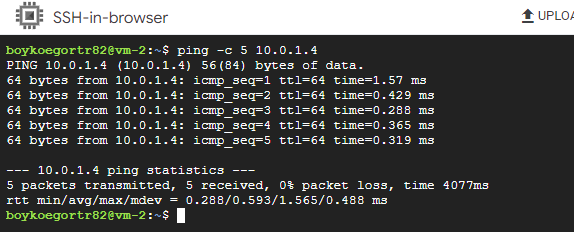 SSH-in-browser
UPLOA
boykoegortr82@vm-2:~$ ping -c 5 10.0.1.4
PING 10.0.1.4 (10.0.1.4) 56(84) bytes of data.
64 bytes from 10.0.1.4: icmp_seq=1 ttl=64 time=1.57 ms
64 bytes from 10.0.1.4: icmp_seq=2 ttl=64 time=0.429 ms
64 bytes from 10.0.1.4: icmp_seq=3 ttl=64 time=0.288 ms
64 bytes from 10.0.1.4: icmp_seq=4 ttl=64 time=0.365 ms
64 bytes from 10.0.1.4: icmp_seq=5 ttl=64 time=0.319 ms
--- 10.0.1.4 ping statistics ---
5 packets transmitted, 5 received, 0% packet loss, time 4077ms
rtt min/avg/max/mdev = 0.288/0.593/1.565/0.488 ms
boykoegortr82@vm-2:~$